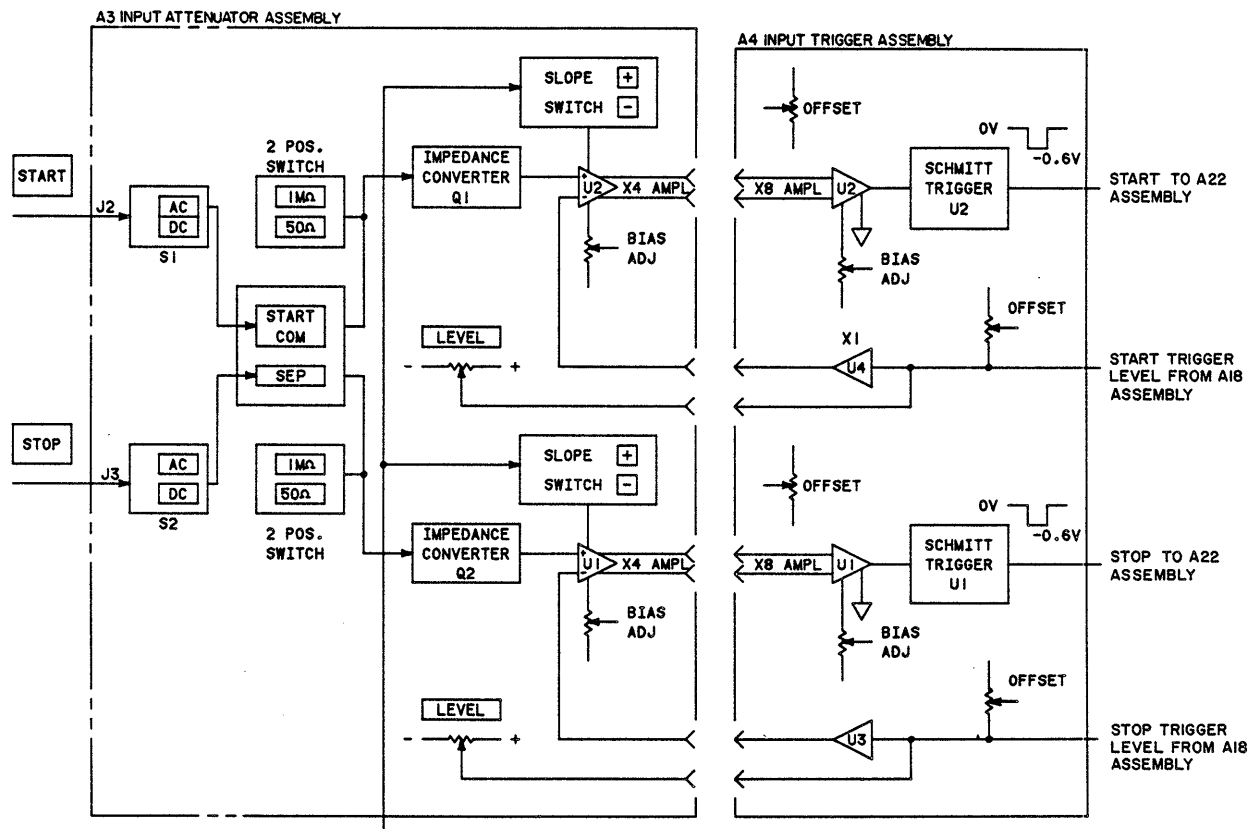 A3 INPUT ATTENUATOR ASSEMBLY
A4 INPUT TRIGGER ASSEMBLY
SLOPE +
SWITCH -
OFFSET
0V
-0.6V
2 POS.
SWITCH
START
J2
AC
DC
S1
1MΩ
50Ω
IMPEDANCE
CONVERTER
Q1
+
-
U2
X4 AMPL
X8 AMPL
U2
SCHMITT
TRIGGER
U2
START TO A22
ASSEMBLY
BIAS
ADJ
BIAS
ADJ
START
COM
SEP
LEVEL
- +
X1
U4
OFFSET
START TRIGGER
LEVEL FROM A18
ASSEMBLY
STOP
J3
AC
DC
S2
1MΩ
50Ω
2 POS.
SWITCH
SLOPE +
SWITCH -
OFFSET
0V
-0.6V
IMPEDANCE
CONVERTER
Q2
+
-
U1
X4 AMPL
X8 AMPL
U1
SCHMITT
TRIGGER
U1
STOP TO A22
ASSEMBLY
BIAS
ADJ
BIAS
ADJ
LEVEL
- +
U3
OFFSET
STOP TRIGGER
LEVEL FROM A18
ASSEMBLY